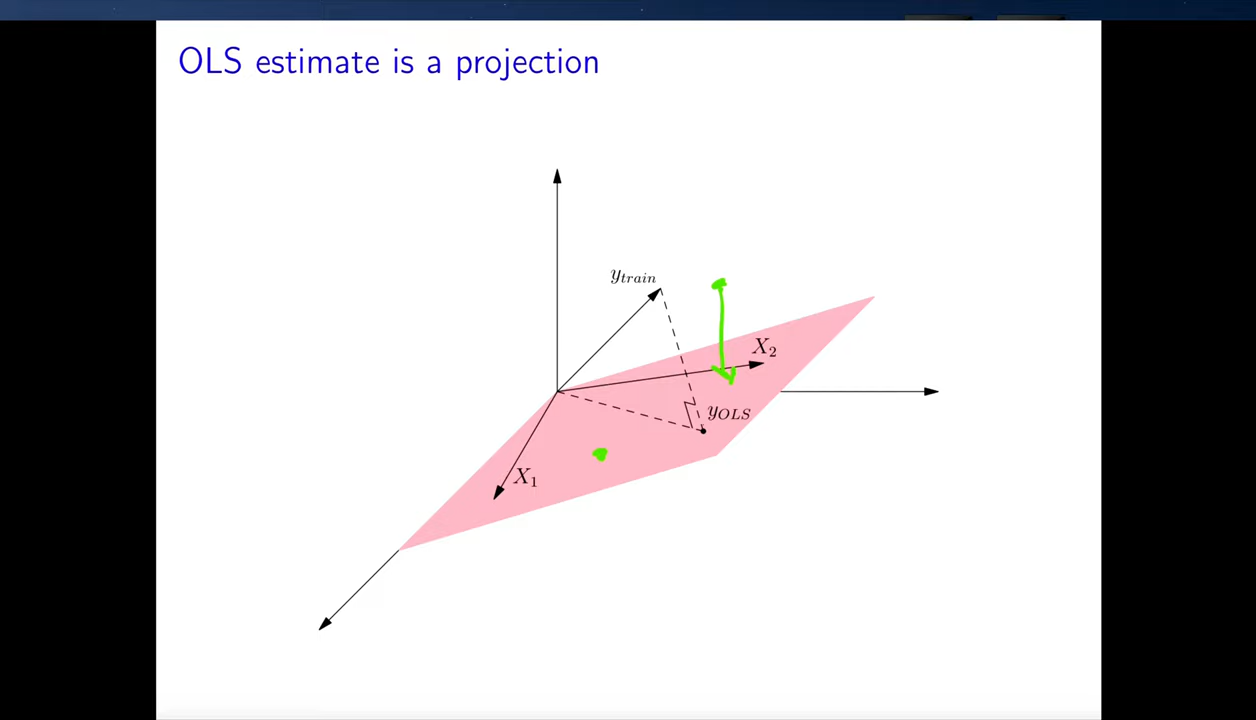 OLS estimate is a projection
y_train
X_2
y_OLS
X_1